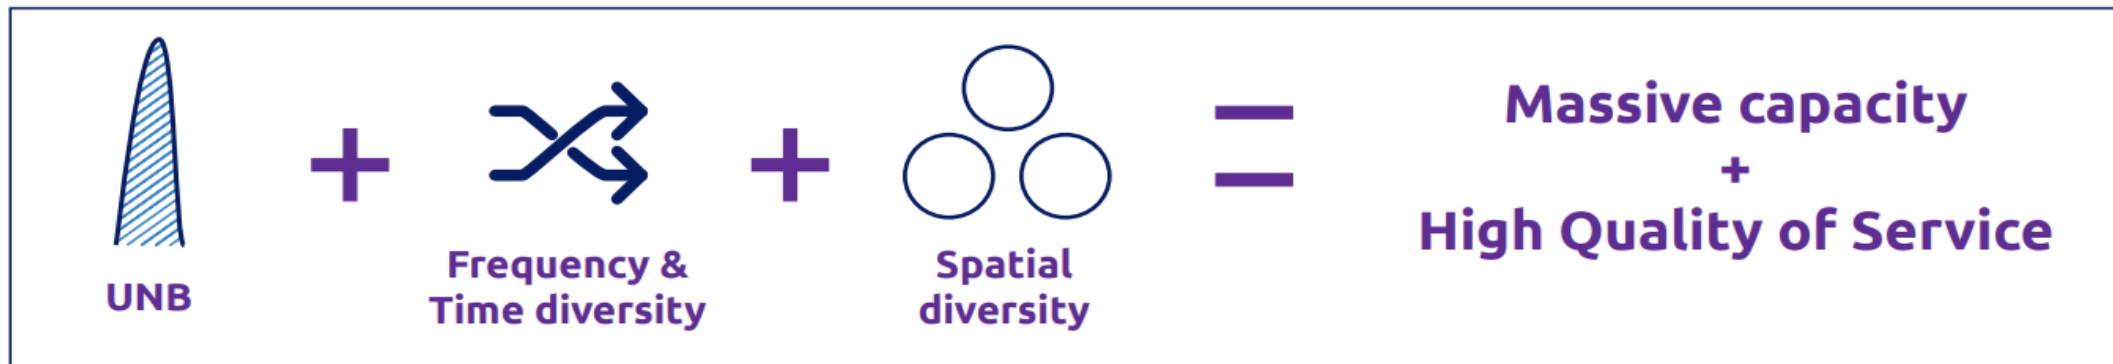 UNB
+
Frequency &
Time diversity
+
Spatial
diversity
=
Massive capacity
+
High Quality of Service